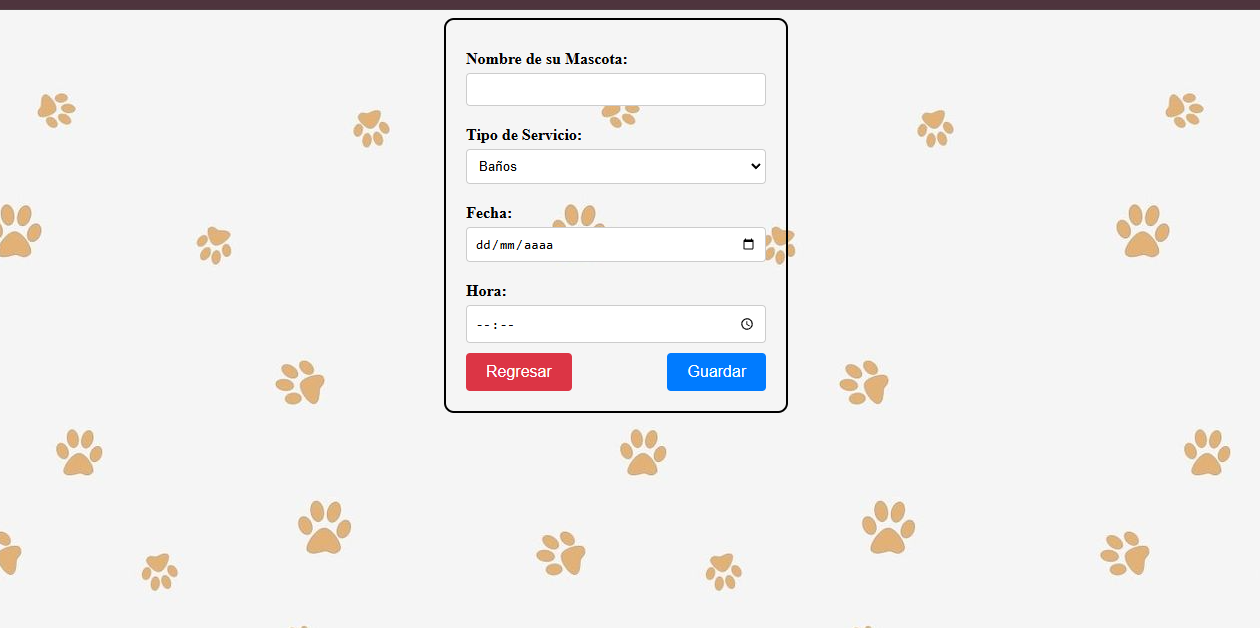 Nombre de su Mascota:
Tipo de Servicio:
Baños
Fecha:
dd/mm/aaaa
Hora:
--:--
Regresar
Guardar